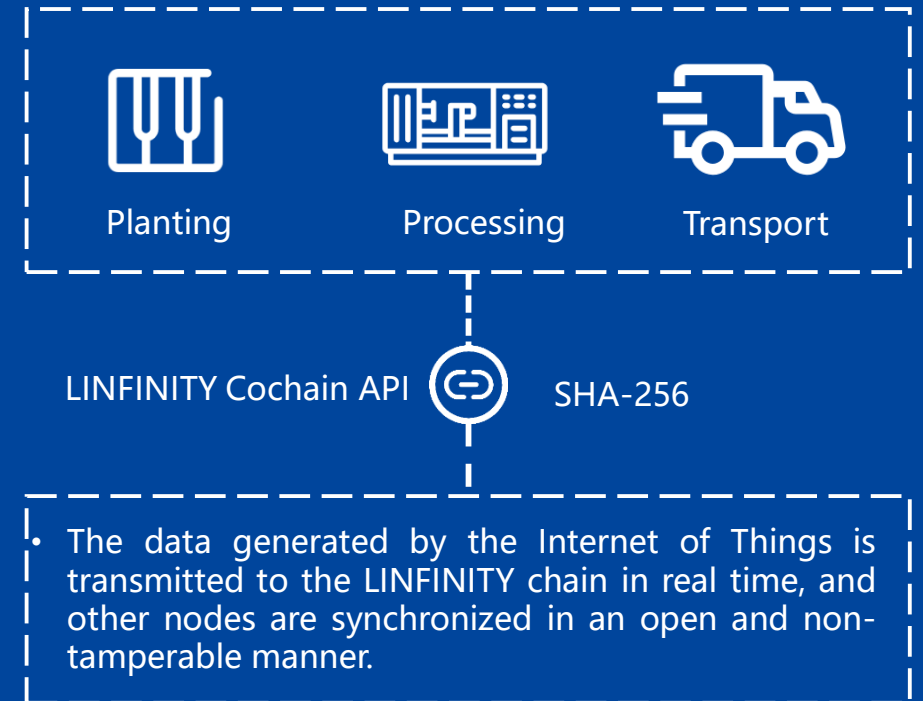 Planting
Processing
Transport
LINFINITY Cochain API
SHA-256
• The data generated by the Internet of Things is
transmitted to the LINFINITY chain in real time, and
other nodes are synchronized in an open and non-
tamperable manner.